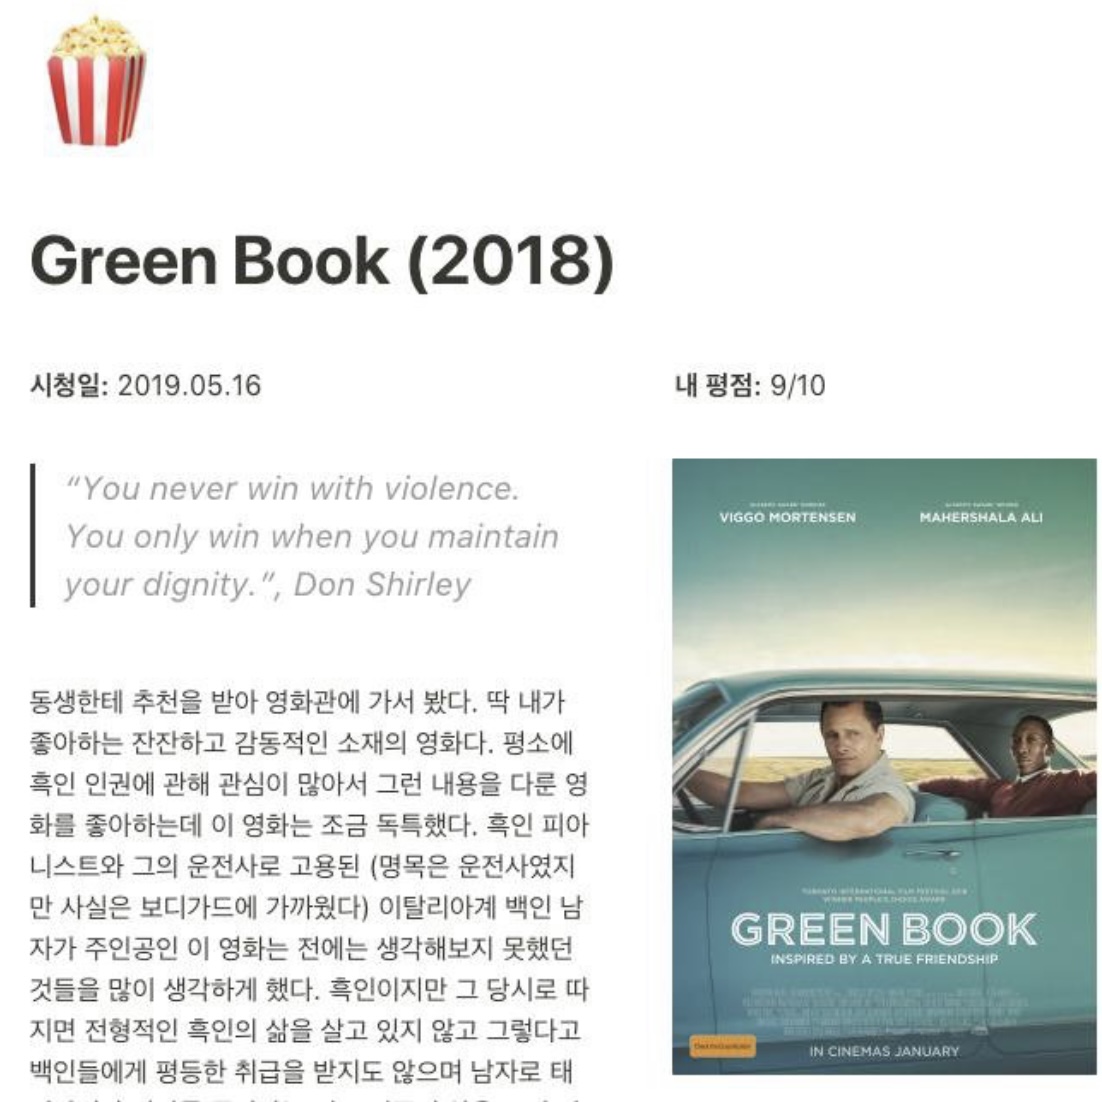 Green Book (2018)
시청일: 2019.05.16
내 평점: 9/10
“You never win with violence.
You only win when you maintain
your dignity.”, Don Shirley
동생한테 추천을 받아 영화관에 가서 봤다. 딱 내가
좋아하는 잔잔하고 감동적인 소재의 영화다. 평소에
흑인 인권에 관해 관심이 많아서 그런 내용을 다룬 영
화를 좋아하는데 이 영화는 조금 독특했다. 흑인 피아
니스트와 그의 운전사로 고용된 (명목은 운전사였지
만 사실은 보디가드에 가까웠다) 이탈리아계 백인 남
자가 주인공인 이 영화는 전에는 생각해보지 못했던
것들을 많이 생각하게 했다. 흑인이지만 그 당시로 따
지면 전형적인 흑인의 삶을 살고 있지 않고 그렇다고
백인들에게 평등한 취급을 받지도 않으며 남자로 태
VIGGO MORTENSEN
MAHERSHALA ALI
TORONTO INTERNATIONAL FILM FESTIVAL 2018
WINNER PEOPLE'S CHOICE AWARD
GREEN BOOK
INSPIRED BY A TRUE FRIENDSHIP
IN CINEMAS JANUARY